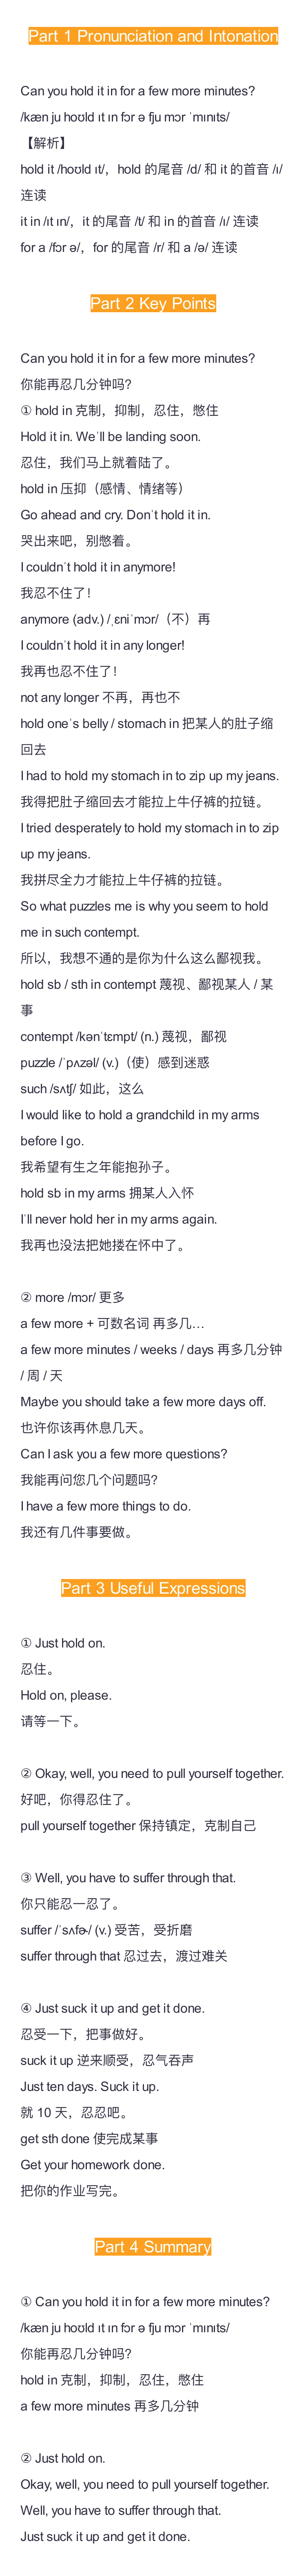 Part 1 Pronunciation and Intonation
Can you hold it in for a few more minutes?
/kæn ju hoʊld ɪt ɪn fɔr ə fju mɔr ˈmɪnɪts/
【解析】
hold it /hoʊld ɪt/，hold 的尾音 /d/ 和 it 的首音 /ɪ/
连读
it in /ɪt ɪn/，it 的尾音 /t/ 和 in 的首音 /ɪ/ 连读
for a /fɔr ə/，for 的尾音 /r/ 和 a /ə/ 连读
Part 2 Key Points
Can you hold it in for a few more minutes?
你能再忍几分钟吗?
① hold in 克制，抑制，忍住，憋住
Hold it in. We'll be landing soon.
忍住，我们马上就着陆了。
hold in 压抑（感情、情绪等）
Go ahead and cry. Don't hold it in.
哭出来吧，别憋着。
I couldn't hold it in anymore!
我忍不住了！
anymore (adv.) /ˌɛniˈmɔr/（不）再
I couldn't hold it in any longer!
我再也忍不住了！
not any longer 不再，再也不
hold one's belly / stomach in 把某人的肚子缩
回去
I had to hold my stomach in to zip up my jeans.
我得把肚子缩回去才能拉上牛仔裤的拉链。
I tried desperately to hold my stomach in to zip
up my jeans.
我拼尽全力才能拉上牛仔裤的拉链。
So what puzzles me is why you seem to hold
me in such contempt.
所以，我想不通的是你为什么这么鄙视我。
hold sb / sth in contempt 蔑视、鄙视某人 / 某
事
contempt /kənˈtɛmpt/ (n.) 蔑视，鄙视
puzzle /ˈpʌzəl/ (v.)（使）感到迷惑
such /sʌtʃ/ 如此，这么
I would like to hold a grandchild in my arms
before I go.
我希望有生之年能抱孙子。
hold sb in my arms 拥某人入怀
I'll never hold her in my arms again.
我再也没法把她搂在怀中了。
② more /mɔr/ 更多
a few more + 可数名词 再多几…
a few more minutes / weeks / days 再多几分钟
/ 周 / 天
Maybe you should take a few more days off.
也许你该再休息几天。
Can I ask you a few more questions?
我能再问您几个问题吗?
I have a few more things to do.
我还有几件事要做。
Part 3 Useful Expressions
① Just hold on.
忍住。
Hold on, please.
请等一下。
② Okay, well, you need to pull yourself together.
好吧，你得忍住了。
pull yourself together 保持镇定，克制自己
③ Well, you have to suffer through that.
你只能忍一忍了。
suffer /ˈsʌfɚ/ (v.) 受苦，受折磨
suffer through that 忍过去，渡过难关
④ Just suck it up and get it done.
忍受一下，把事做好。
suck it up 逆来顺受，忍气吞声
Just ten days. Suck it up.
就 10 天，忍忍吧。
get sth done 使完成某事
Get your homework done.
把你的作业写完。
Part 4 Summary
① Can you hold it in for a few more minutes?
/kæn ju hoʊld ɪt ɪn fɔr ə fju mɔr ˈmɪnɪts/
你能再忍几分钟吗?
hold in 克制，抑制，忍住，憋住
a few more minutes 再多几分钟
② Just hold on.
Okay, well, you need to pull yourself together.
Well, you have to suffer through that.
Just suck it up and get it done.